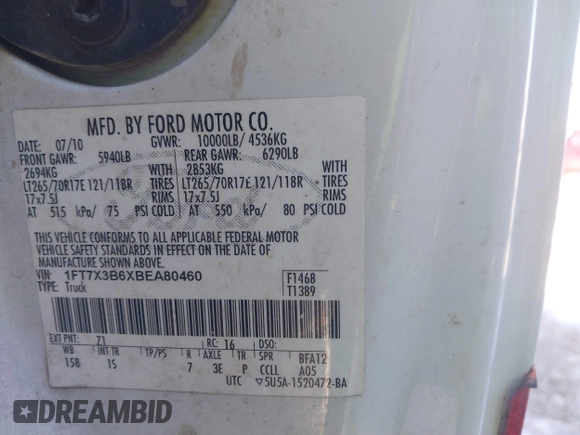 MFD. BY FORD MOTOR CO.
DATE: 07/10 GVWR: 10000LB/ 4536KG
FRONT GAWR: 5940LB REAR GAWR: 6290LB
2694KG WITH 2853KG WITH
LT265/70R17E 121/118R TIRES LT265/70R17E 121/118R TIRES
17x7.5J RIMS 17x7.5J RIMS
AT 515 kPa/ 75 PSI COLD AT 550 kPa/ 80 PSI COLD
THIS VEHICLE CONFORMS TO ALL APPLICABLE FEDERAL MOTOR
VEHICLE SAFETY STANDARDS IN EFFECT ON THE DATE OF
MANUFACTURE SHOWN ABOVE.
VIN: 1FT7X3B6XBEA80460
TYPE: Truck
F1468
T1389
EXT PNT: Z1 RC: 16 DSO:
WB INT TR TP/PS R AXLE TR SPR BFA12
158 1S 7 3E P CCLL A05
UTC 5U5A-1520472-BA
DREAMBID